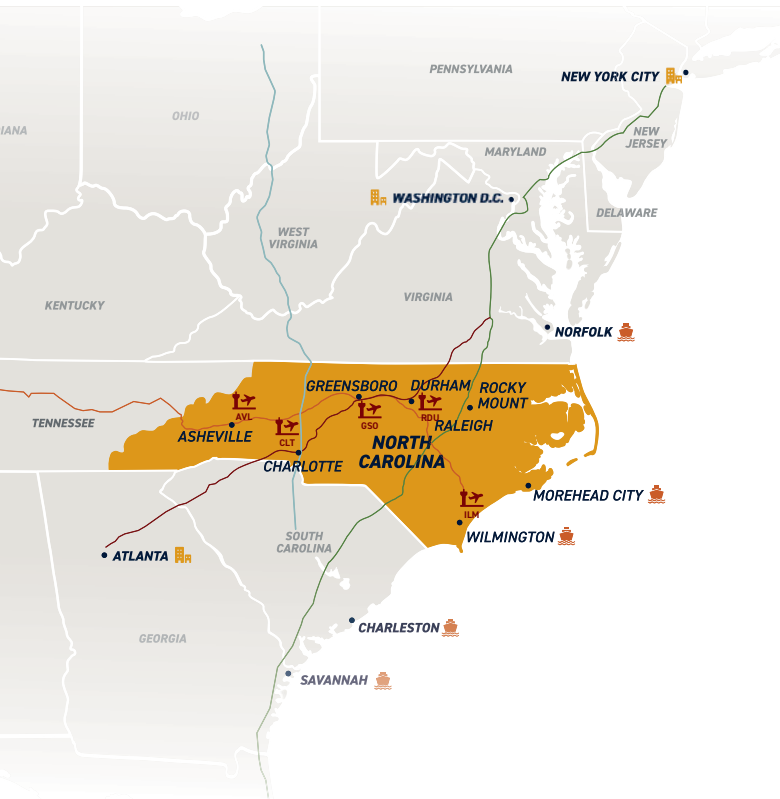 PENNSYLVANIA
NEW YORK CITY
OHIO
IANA
NEW
JERSEY
MARYLAND
WASHINGTON D.C.
DELAWARE
WEST
VIRGINIA
VIRGINIA
KENTUCKY
NORFOLK
GREENSBORO
DURHAM
ROCKY
MOUNT
AVL
GSO
RDU
TENNESSEE
ASHEVILLE
CLT
RALEIGH
NORTH
CAROLINA
CHARLOTTE
MOREHEAD CITY
ILM
WILMINGTON
SOUTH
CAROLINA
ATLANTA
CHARLESTON
GEORGIA
SAVANNAH